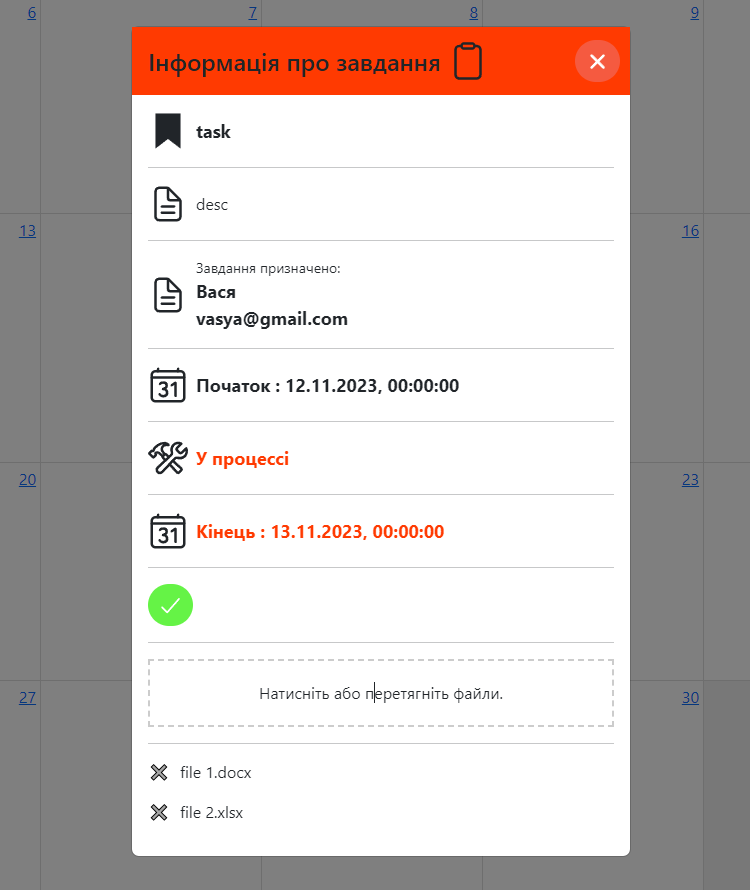 6
7
8
9
Інформація про завдання
task
13
16
desc
Завдання призначено:
Вася
vasya@gmail.com
31
Початок : 12.11.2023, 00:00:00
У процессі
20
23
31
Кінець : 13.11.2023, 00:00:00
Натисніть або перетягніть файли.
27
30
file 1.docx
file 2.xlsx